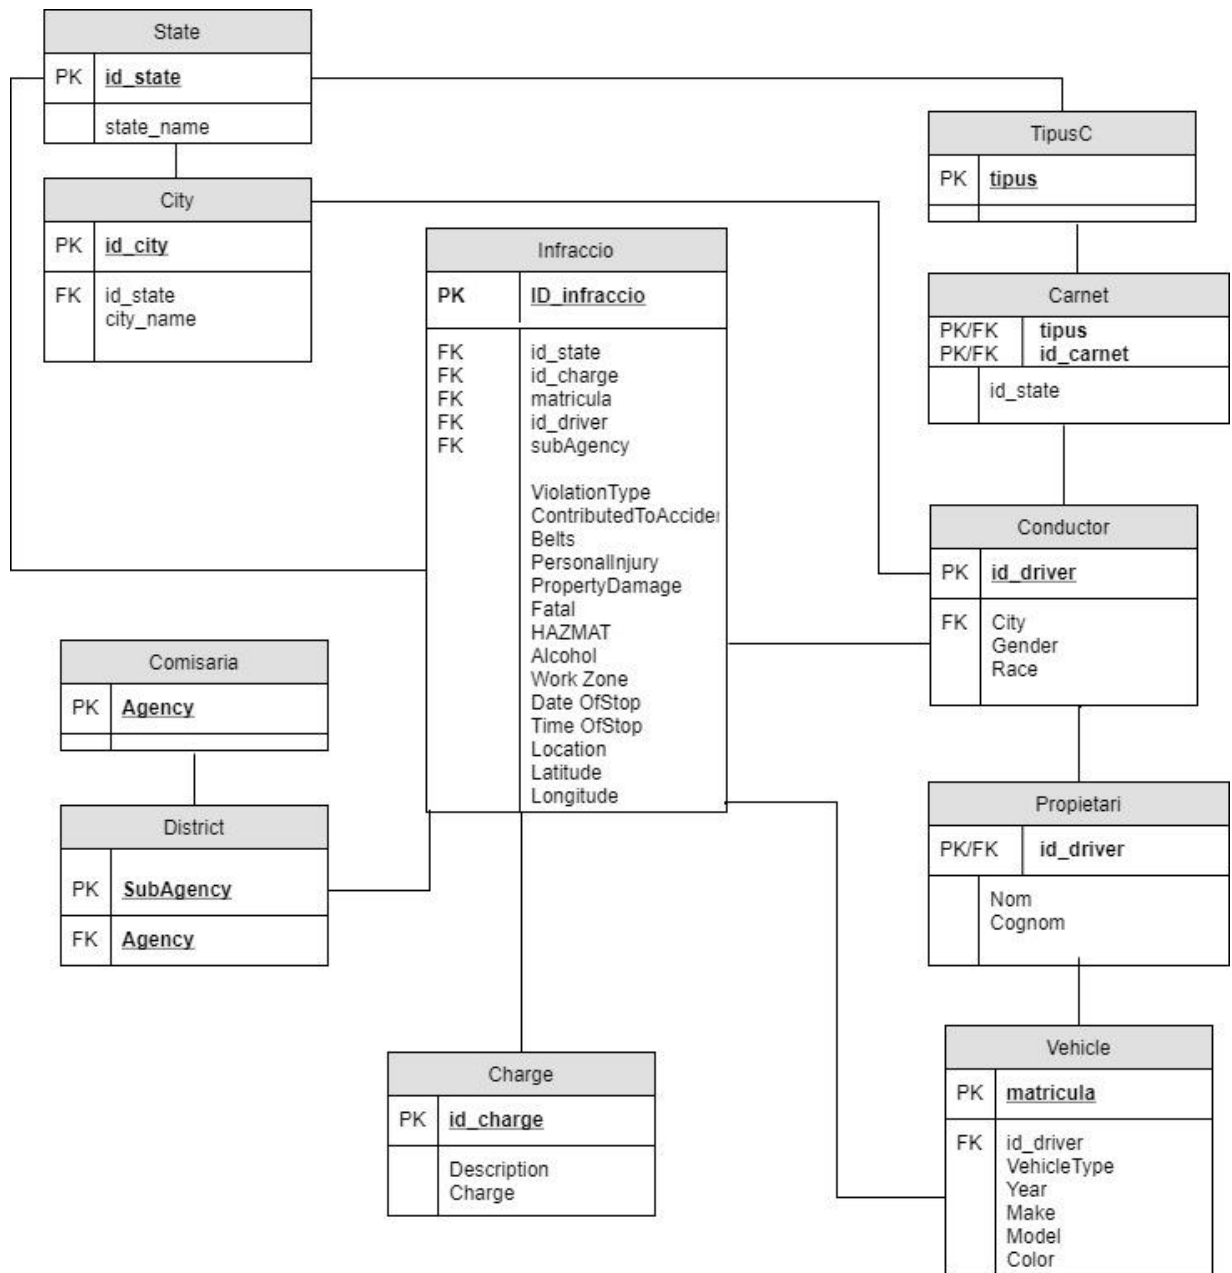 State
PK id_state
state_name
City
PK id_city
FK id_state
city_name
Infraccio
PK ID_infraccio
FK id_state
FK id_charge
FK matricula
FK id_driver
FK subAgency
ViolationType
ContributedToAccider
Belts
PersonalInjury
PropertyDamage
Fatal
HAZMAT
Alcohol
Work Zone
Date OfStop
Time OfStop
Location
Latitude
Longitude
TipusC
PK tipus
Carnet
PK/FK tipus
PK/FK id_carnet
id_state
Conductor
PK id_driver
FK City
Gender
Race
Comisaria
PK Agency
District
PK SubAgency
FK Agency
Propietari
PK/FK id_driver
Nom
Cognom
Charge
PK id_charge
Description
Charge
Vehicle
PK matricula
FK id_driver
VehicleType
Year
Make
Model
Color